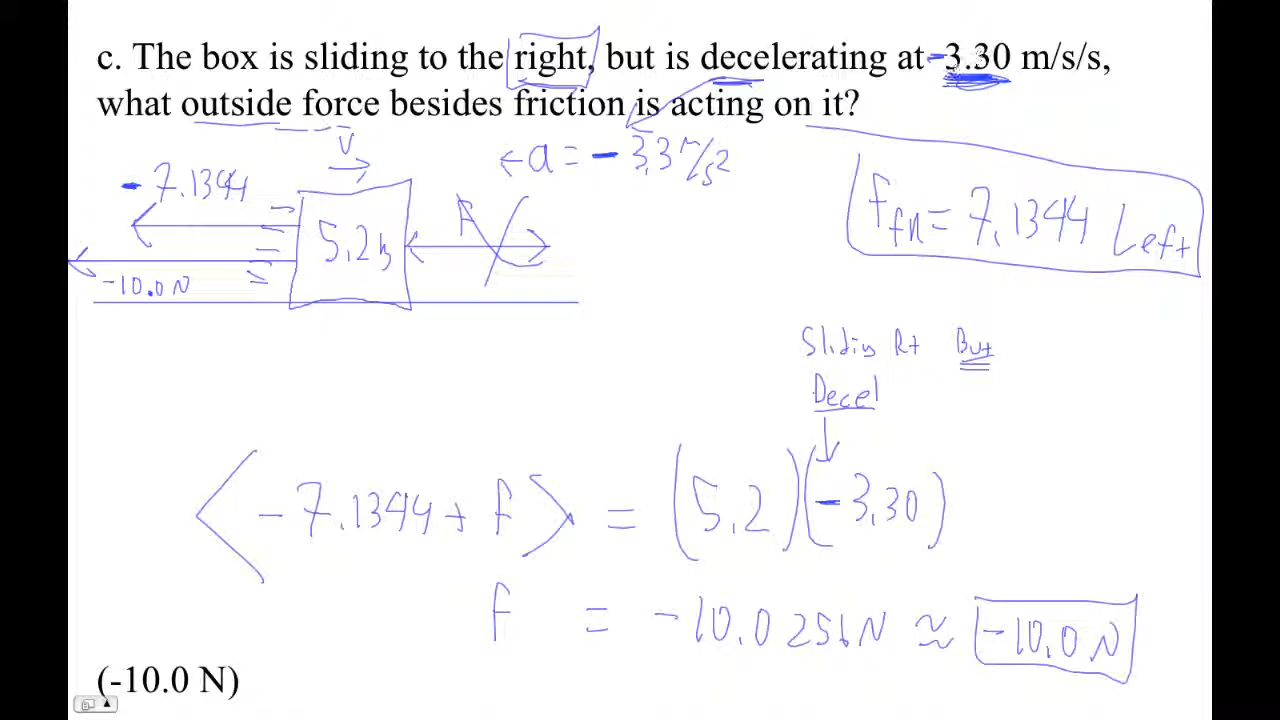 c. The box is sliding to the right, but is decelerating at -3.30 m/s/s,
what outside force besides friction is acting on it?
V
← a = - 3.3 m/s²
- 7.1344
F
5.2 kg
-10.0 N
F fr = 7.1344 Left
Sliding Rt But
Decel
< - 7.1344 + F > = (5.2)(-3.30)
F = -10.0256 N ≈ -10.0 N
(-10.0 N)